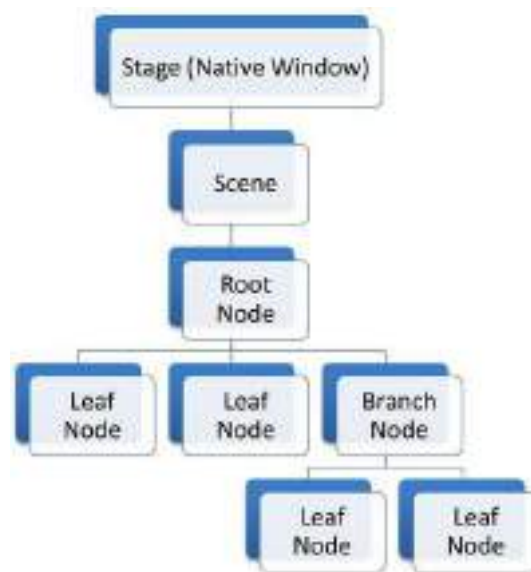 Stage (Native Window)
Scene
Root
Node
Leaf
Node
Leaf
Node
Branch
Node
Leaf
Node
Leaf
Node